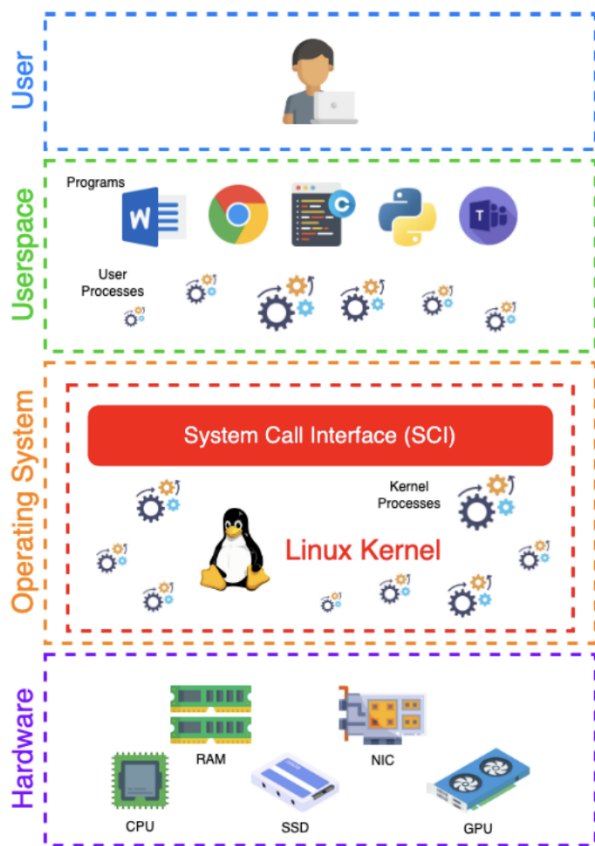 User
Userspace
Programs
W
C
T
User
Processes
Operating System
System Call Interface (SCI)
Kernel
Processes
Linux Kernel
Hardware
RAM
NIC
CPU
SSD
GPU